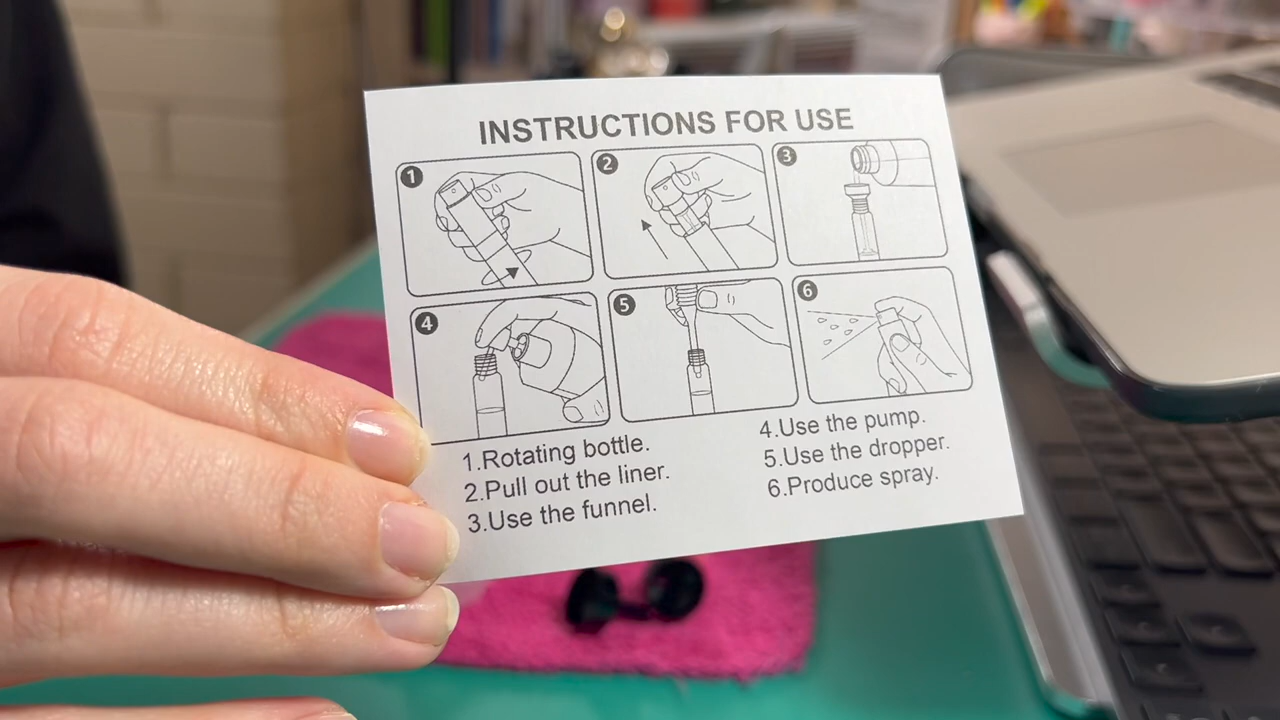 INSTRUCTIONS FOR USE
1
2
3
4
5
6
1.Rotating bottle.
2.Pull out the liner.
3.Use the funnel.
4.Use the pump.
5.Use the dropper.
6.Produce spray.